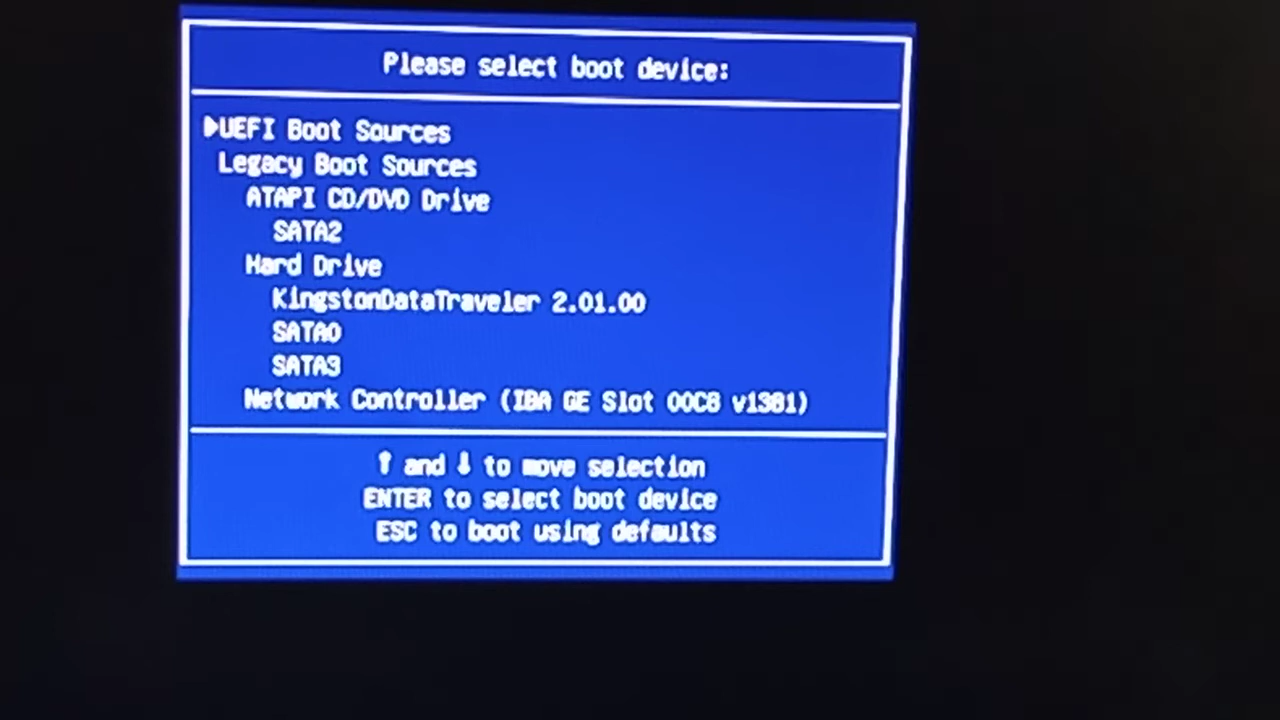 Please select boot device:
UEFI Boot Sources
Legacy Boot Sources
ATAPI CD/DVD Drive
SATA2
Hard Drive
KingstonDataTraveler 2.01.00
SATA0
SATA3
Network Controller (IBA GE Slot 00C8 v1381)
↑ and ↓ to move selection
ENTER to select boot device
ESC to boot using defaults